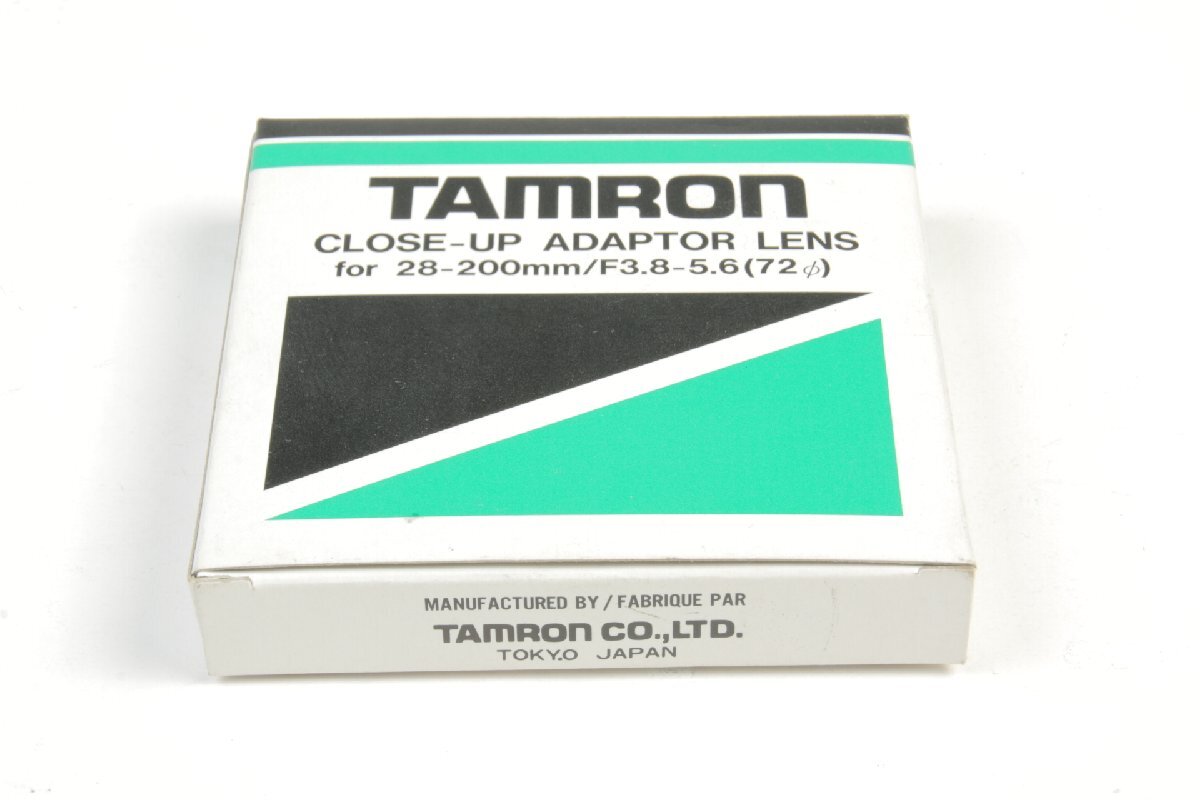 TAMRON
CLOSE-UP ADAPTOR LENS
for 28-200mm/F3.8-5.6(72φ)
MANUFACTURED BY/FABRIQUE PAR
TAMRON CO.,LTD.
TOKYO JAPAN